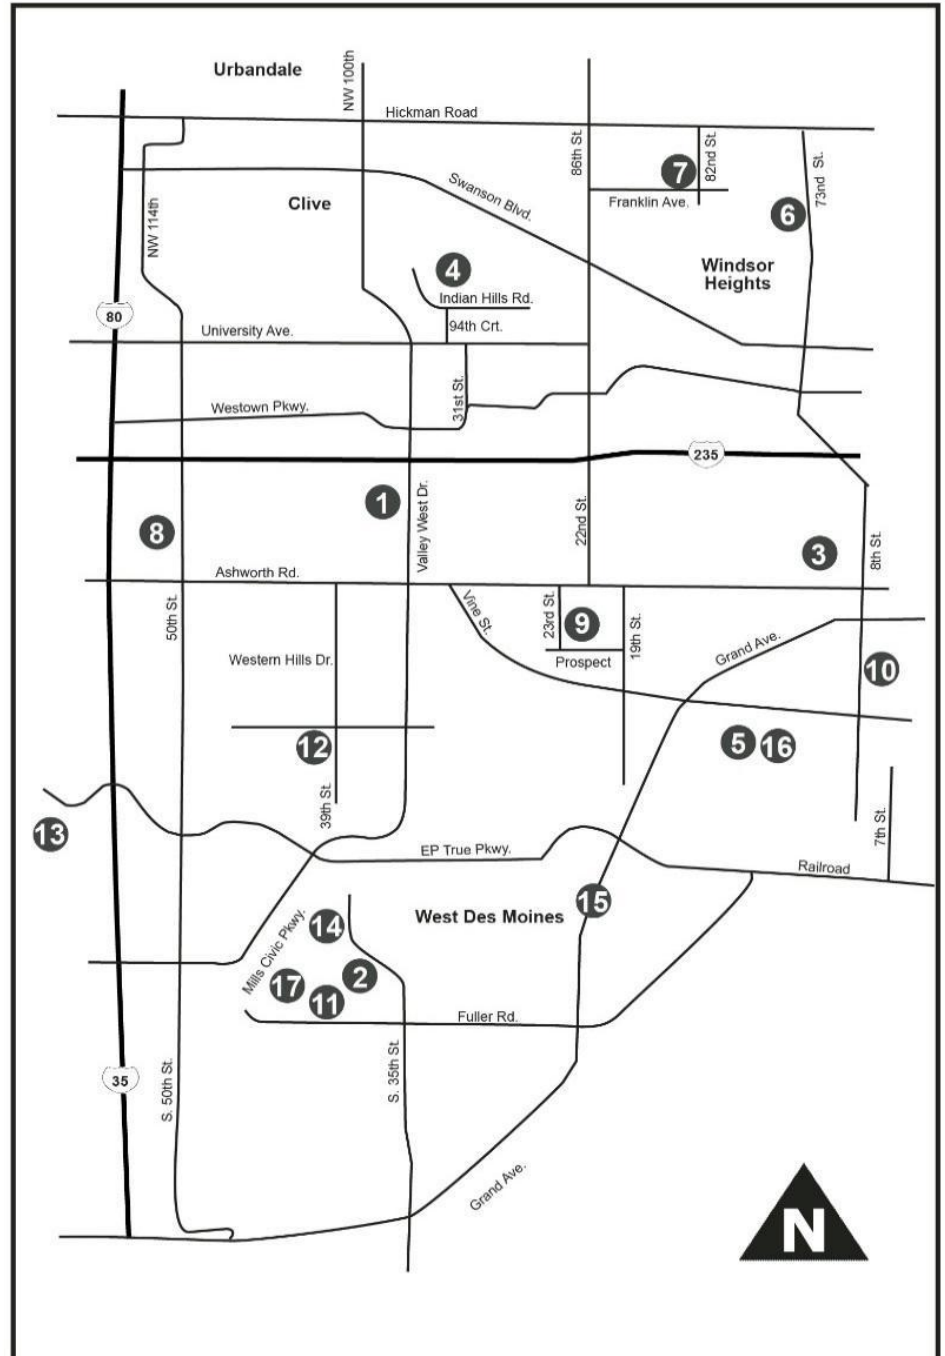 Urbandale
NW 100th
Hickman Road
86th St.
82nd St.
7
Franklin Ave.
73nd St.
6
Swanson Blvd.
Clive
NW 114th
4
Windsor
Heights
Indian Hills Rd.
94th Crt.
80
University Ave.
31st St.
Westown Pkwy.
235
1
Valley West Dr.
22nd St.
8
3
8th St.
Ashworth Rd.
50th St.
Vine St.
23rd St.
9
19th St.
Prospect
Grand Ave.
Western Hills Dr.
10
12
5
16
39th St.
13
7th St.
EP True Pkwy.
Railroad
15
West Des Moines
14
Mills Civic Pkwy.
2
17
11
Fuller Rd.
35
S. 50th St.
S. 35th St.
Grand Ave.
N